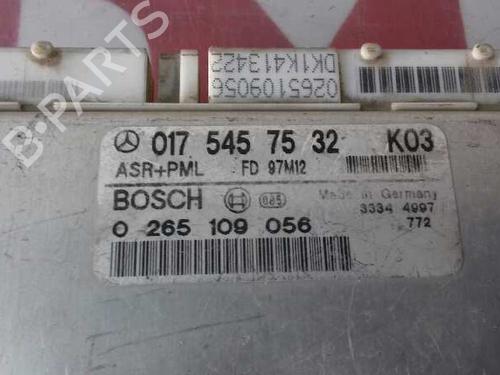 0265109056
DK1K413422
017 545 75 32 K03
ASR+PML FD 97M12
BOSCH 085 Made in Germany
3334 4997
0 265 109 056 772